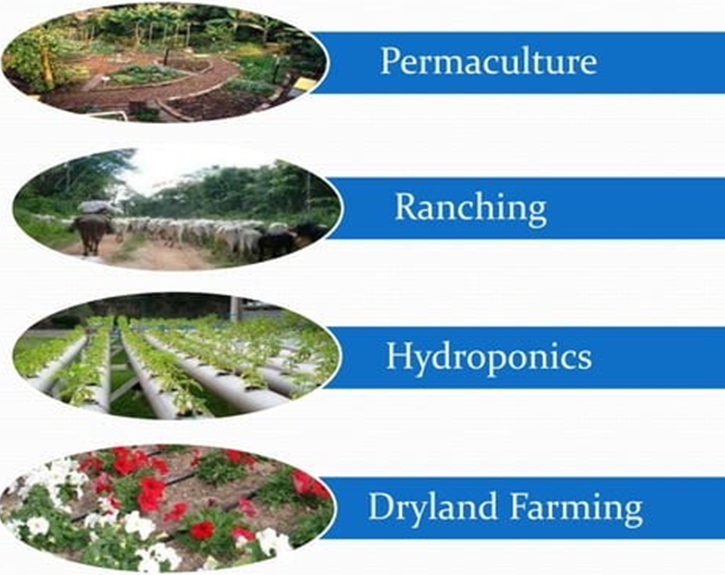 Permaculture
Ranching
Hydroponics
Dryland Farming